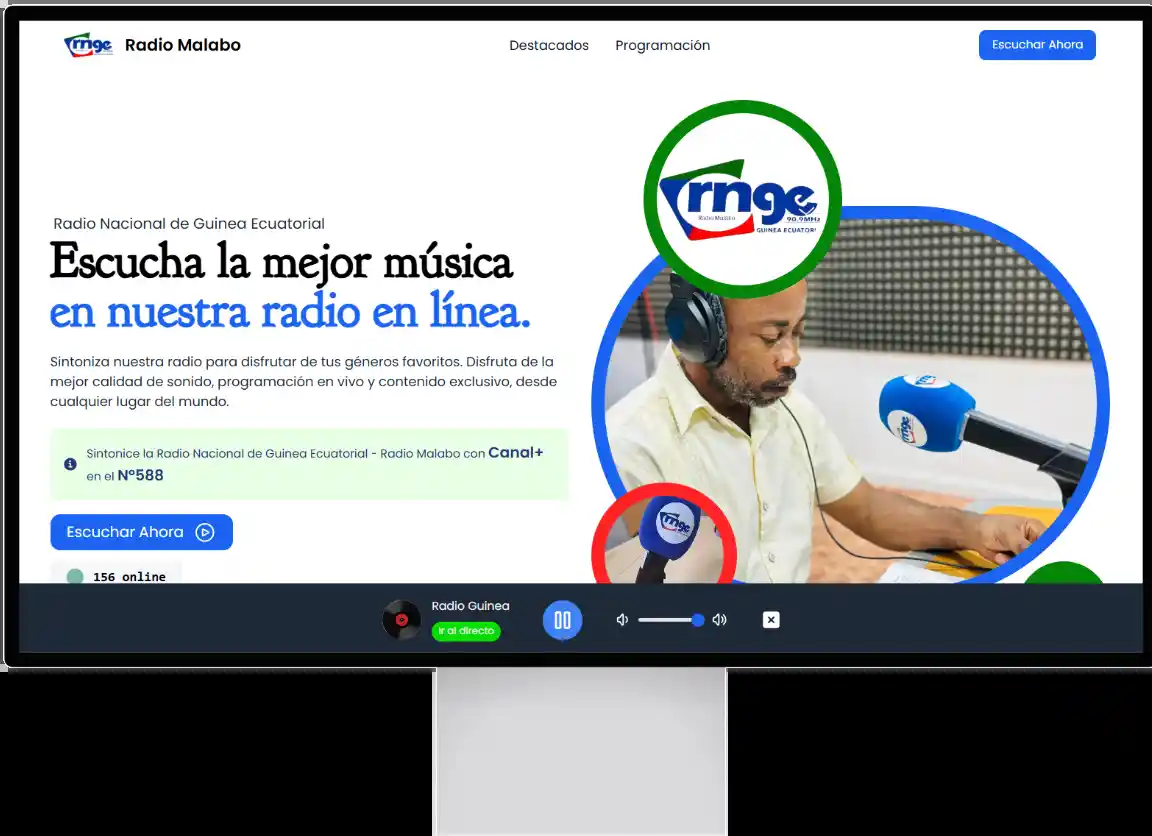 rnge Radio Malabo
Destacados Programación
Escuchar Ahora
rnge
Radio Malabo
90.9MHz
GUINEA ECUATORI
Radio Nacional de Guinea Ecuatorial
Escucha la mejor música
en nuestra radio en línea.
Sintoniza nuestra radio para disfrutar de tus géneros favoritos. Disfruta de la
mejor calidad de sonido, programación en vivo y contenido exclusivo, desde
cualquier lugar del mundo.
Sintonice la Radio Nacional de Guinea Ecuatorial - Radio Malabo con Canal+
en el Nº588
Escuchar Ahora
156 online
rnge
rnge
Radio Guinea
Ir al directo